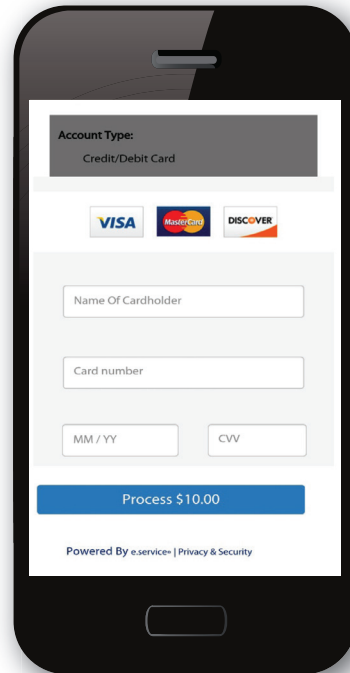 Account Type:
Credit/Debit Card
VISA MasterCard DISCOVER
Name Of Cardholder
Card number
MM / YY CVV
Process $10.00
Powered By e.service® | Privacy & Security